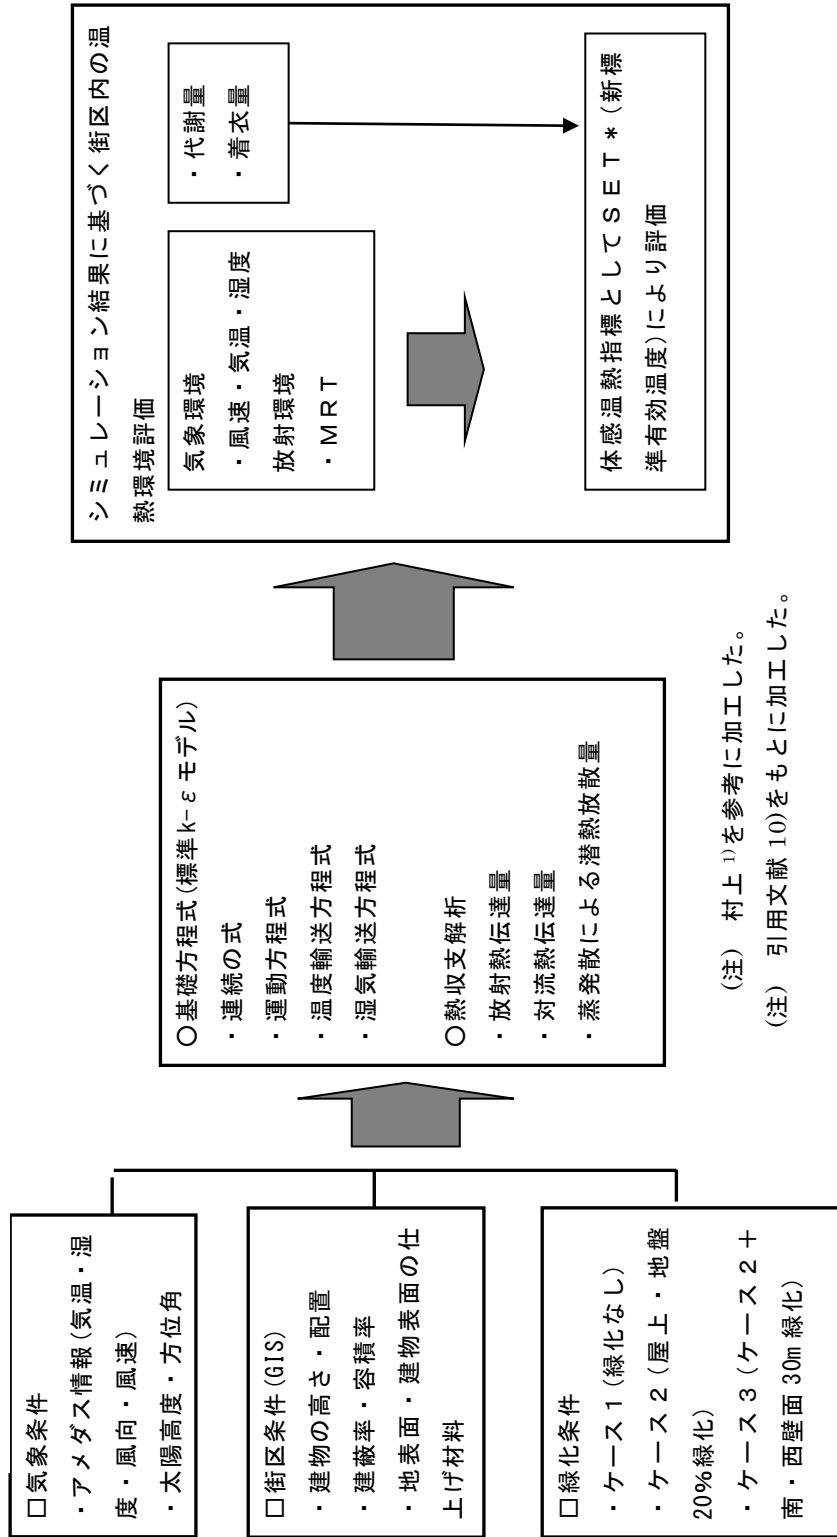 □気象条件
・アメダス情報(気温・湿
度・風向・風速)
・太陽高度・方位角
□街区条件(GIS)
・建物の高さ・配置
・建蔽率・容積率
・地表面・建物表面の仕
上げ材料
□緑化条件
・ケース1(緑化なし)
・ケース2(屋上・地盤
20%緑化)
・ケース3(ケース2+
南・西壁面30m緑化)
○基礎方程式(標準k-εモデル)
・連続の式
・運動方程式
・温度輸送方程式
・湿気輸送方程式
○熱収支解析
・放射熱伝達量
・対流熱伝達量
・蒸発散による潜熱放散量
シミュレーション結果に基づく街区内の温
熱環境評価
気象環境
・風速・気温・湿度
放射環境
・MRT
・代謝量
・着衣量
体感温熱指標としてSET*(新標
準有効温度)により評価
(注) 村上1)を参考に加工した。
(注) 引用文献10)をもとに加工した。